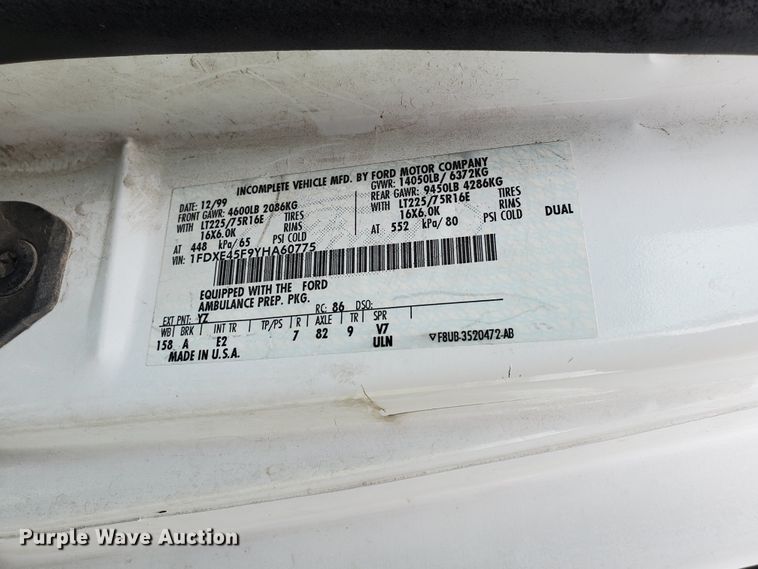 INCOMPLETE VEHICLE MFD. BY FORD MOTOR COMPANY
DATE: 12/99 GVWR: 14050LB/ 6372KG
FRONT GAWR: 4600LB 2086KG REAR GAWR: 9450LB 4286KG
WITH LT225/75R16E TIRES WITH LT225/75R16E TIRES DUAL
16X6.0K RIMS 16X6.0K RIMS
AT 448 kPa/65 PSI COLD AT 552 kPa/ 80 PSI COLD
VIN: 1FDXE45F9YHA60775
EQUIPPED WITH THE FORD
AMBULANCE PREP. PKG.
EXT PNT: YZ RC: 86 DSO:
WB BRK INT TR TP/PS R AXLE TR SPR
158 A E2 7 82 9 V7
MADE IN U.S.A. ULN
▽F8UB-3520472-AB
Purple Wave Auction